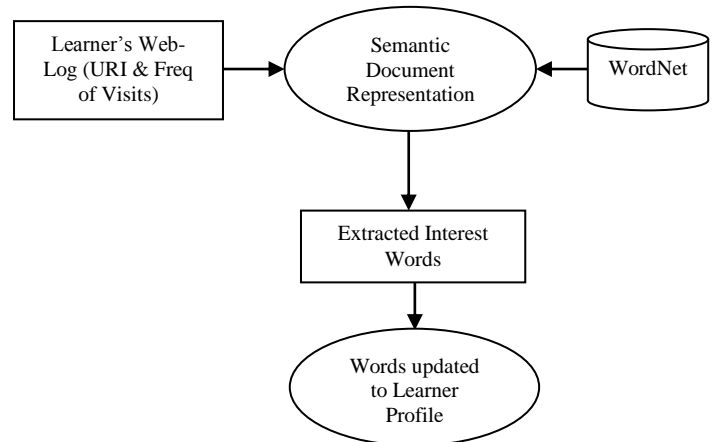 Learner's Web-
Log (URI & Freq
of Visits)
Semantic
Document
Representation
WordNet
Extracted Interest
Words
Words updated
to Learner
Profile